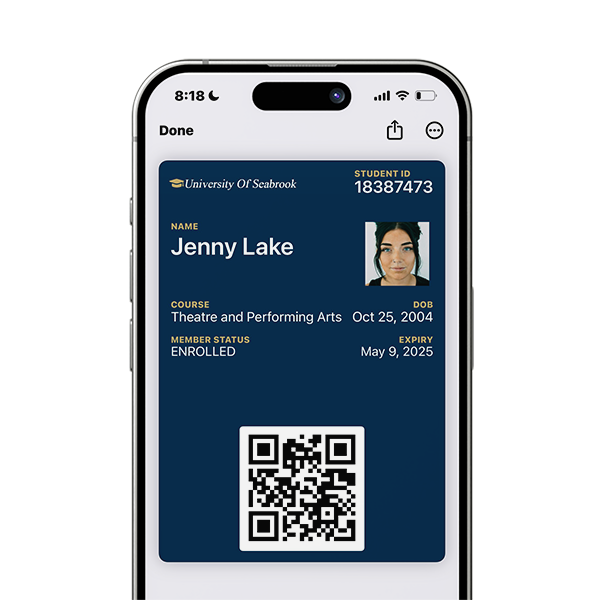 8:18
Done
University Of Seabrook
STUDENT ID
18387473
NAME
Jenny Lake
COURSE
Theatre and Performing Arts
DOB
Oct 25, 2004
MEMBER STATUS
ENROLLED
EXPIRY
May 9, 2025